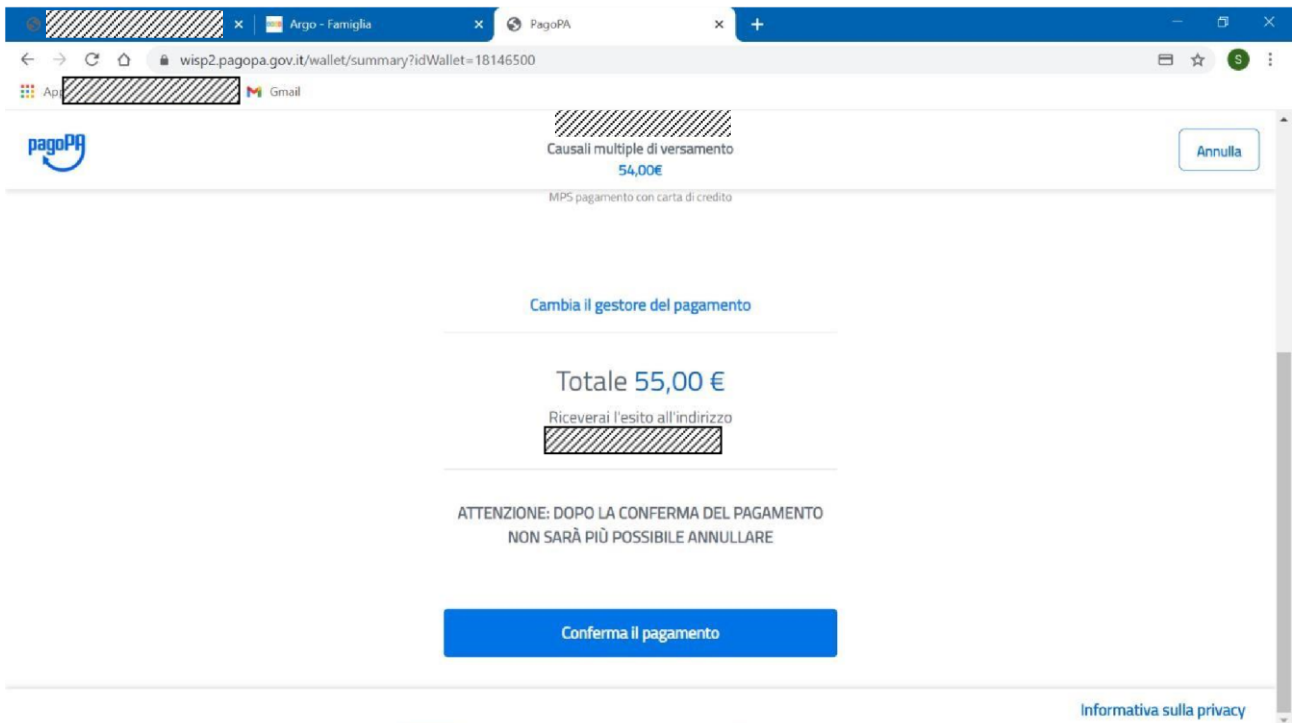 Argo - Famiglia
PagoPA
wisp2.pagopa.gov.it/wallet/summary?idWallet=18146500
S
Gmail
pagoPA
Causali multiple di versamento
54,00€
Annulla
MPS pagamento con carta di credito
Cambia il gestore del pagamento
Totale 55,00 €
Riceverai l'esito all'indirizzo
ATTENZIONE: DOPO LA CONFERMA DEL PAGAMENTO
NON SARÀ PIÙ POSSIBILE ANNULLARE
Conferma il pagamento
Informativa sulla privacy